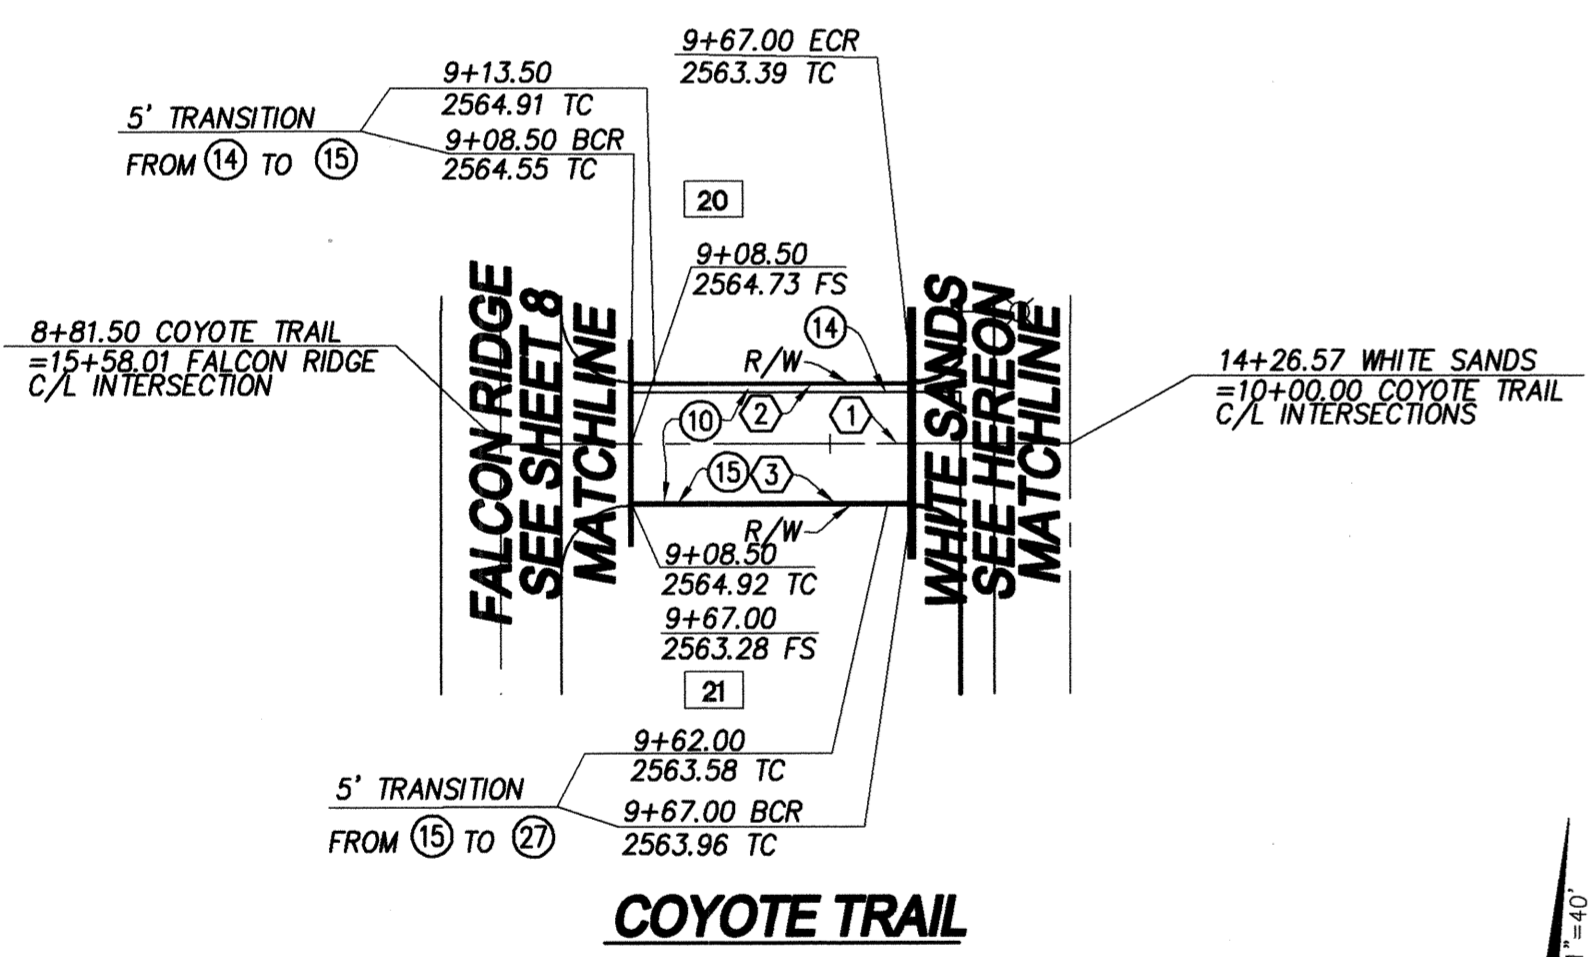 9+67.00 ECR
2563.39 TC
9+13.50
2564.91 TC
5' TRANSITION
FROM 14 TO 15
9+08.50 BCR
2564.55 TC
20
9+08.50
2564.73 FS
14
8+81.50 COYOTE TRAIL
=15+58.01 FALCON RIDGE
C/L INTERSECTION
FALCON RIDGE
SEE SHEET 8
MATCHLINE
R/W
10
2
1
15
3
R/W
WHITE SANDS
SEE HEREON
MATCHLINE
14+26.57 WHITE SANDS
=10+00.00 COYOTE TRAIL
C/L INTERSECTIONS
9+08.50
2564.92 TC
9+67.00
2563.28 FS
21
9+62.00
2563.58 TC
5' TRANSITION
FROM 15 TO 27
9+67.00 BCR
2563.96 TC
COYOTE TRAIL
1"=40'